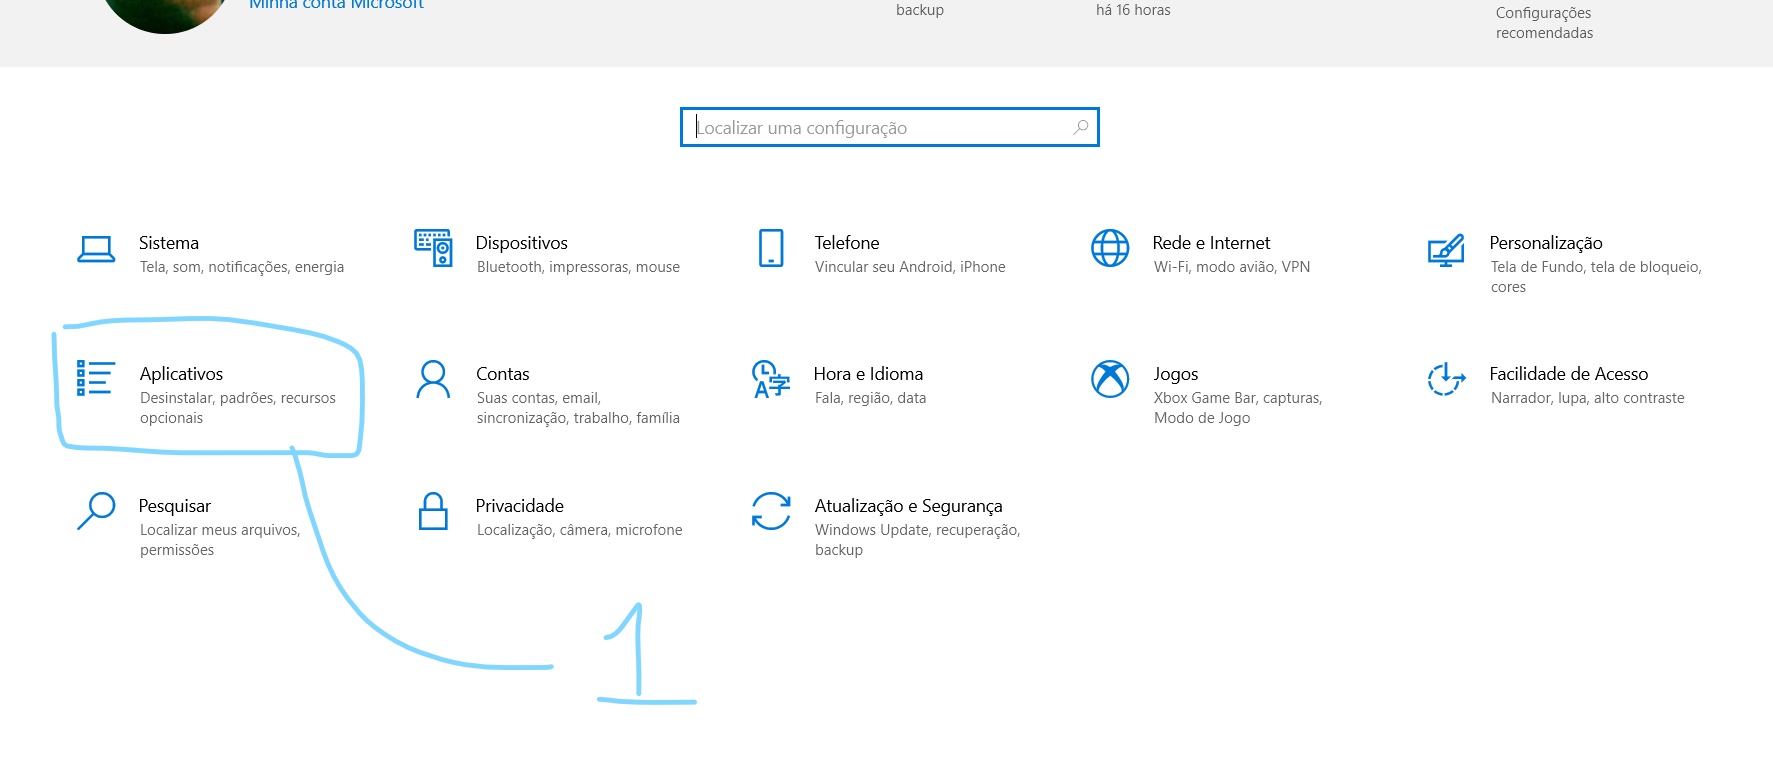 Minha conta Microsoft
backup
há 16 horas
Configurações
recomendadas
Localizar uma configuração
Sistema
Tela, som, notificações, energia
Dispositivos
Bluetooth, impressoras, mouse
Telefone
Vincular seu Android, iPhone
Rede e Internet
Wi-Fi, modo avião, VPN
Personalização
Tela de Fundo, tela de bloqueio,
cores
Aplicativos
Desinstalar, padrões, recursos
opcionais
Contas
Suas contas, email,
sincronização, trabalho, família
Hora e Idioma
Fala, região, data
Jogos
Xbox Game Bar, capturas,
Modo de Jogo
Facilidade de Acesso
Narrador, lupa, alto contraste
Pesquisar
Localizar meus arquivos,
permissões
Privacidade
Localização, câmera, microfone
Atualização e Segurança
Windows Update, recuperação,
backup
1